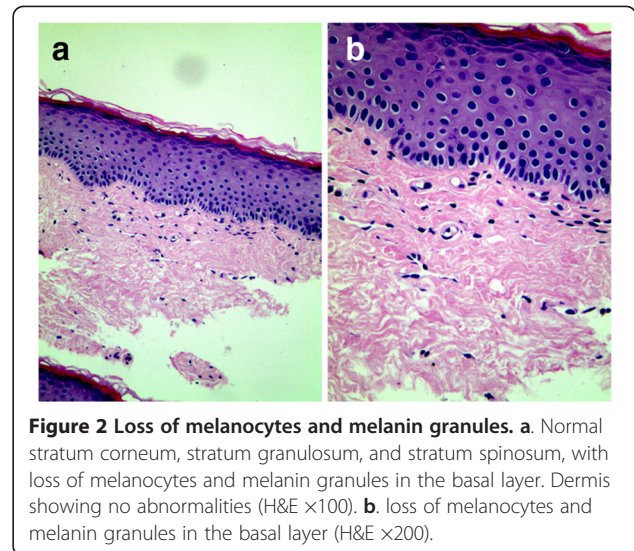 a
b
Figure 2 Loss of melanocytes and melanin granules. a. Normal
stratum corneum, stratum granulosum, and stratum spinosum, with
loss of melanocytes and melanin granules in the basal layer. Dermis
showing no abnormalities (H&E ×100). b. loss of melanocytes and
melanin granules in the basal layer (H&E ×200).